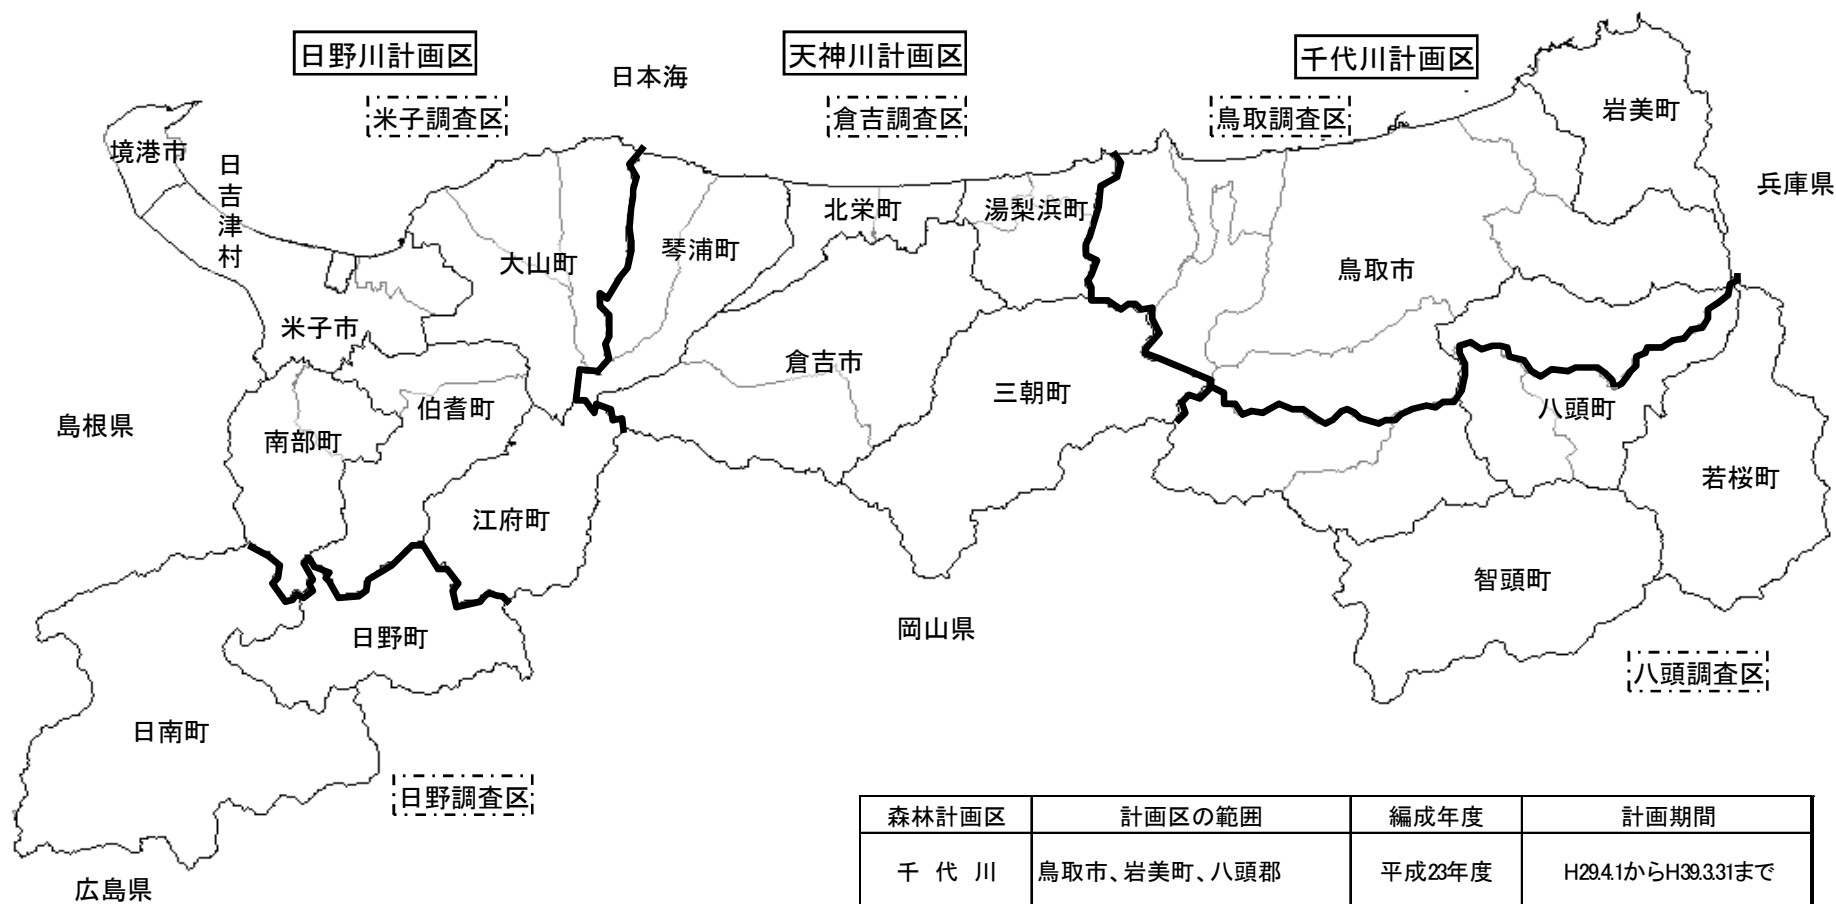 日野川計画区
天神川計画区
千代川計画区
日本海
米子調査区
倉吉調査区
鳥取調査区
岩美町
境港市
日吉津村
兵庫県
北栄町
湯梨浜町
大山町
琴浦町
鳥取市
米子市
倉吉市
三朝町
伯耆町
八頭町
島根県
南部町
若桜町
江府町
智頭町
岡山県
日野町
八頭調査区
日南町
日野調査区
広島県
森林計画区 計画区の範囲 編成年度 計画期間
千 代 川 鳥取市、岩美町、八頭郡 平成23年度 H29.4.1からH39.3.31まで